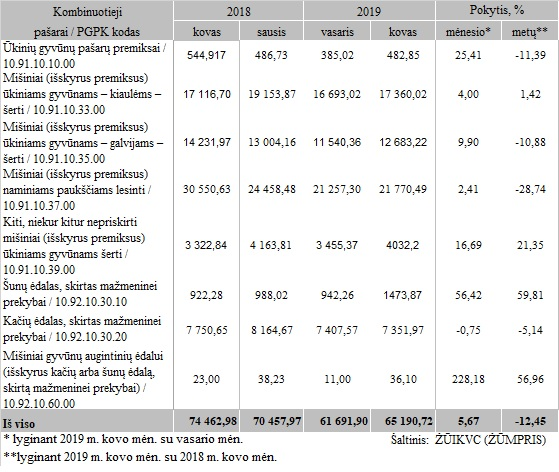 Kombinuotieji pašarai / PGPK kodas 2018 2019 Pokytis, %
kovas sausis vasaris kovas mėnesio* metų**
Ūkinių gyvūnų pašarų premiksai /
10.91.10.10.00 544,917 486,73 385,02 482,85 25,41 -11,39
Mišiniai (išskyrus premiksus)
ūkiniams gyvūnams – kiaulėms –
šerti / 10.91.10.33.00 17 116,70 19 153,87 16 693,02 17 360,02 4,00 1,42
Mišiniai (išskyrus premiksus)
ūkiniams gyvūnams – galvijams –
šerti / 10.91.10.35.00 14 231,97 13 004,16 11 540,36 12 683,22 9,90 -10,88
Mišiniai (išskyrus premiksus)
naminiams paukščiams lesinti /
10.91.10.37.00 30 550,63 24 458,48 21 257,30 21 770,49 2,41 -28,74
Kiti, niekur kitur nepriskirti
mišiniai (išskyrus premiksus)
ūkiniams gyvūnams šerti /
10.91.10.39.00 3 322,84 4 163,81 3 455,37 4032,2 16,69 21,35
Šunų ėdalas, skirtas mažmeninei
prekybai / 10.92.10.30.10 922,28 988,02 942,26 1473,87 56,42 59,81
Kačių ėdalas, skirtas mažmeninei
prekybai / 10.92.10.30.20 7 750,65 8 164,67 7 407,57 7 351,97 -0,75 -5,14
Mišiniai gyvūnų augintinių ėdalui
(išskyrus kačių arba šunų ėdalą,
skirtą mažmeninei prekybai) /
10.92.10.60.00 23,00 38,23 11,00 36,10 228,18 56,96
Iš viso 74 462,98 70 457,97 61 691,90 65 190,72 5,67 -12,45
* lyginant 2019 m. kovo mėn. su vasario mėn. Šaltinis: ŽŪIKVC (ŽŪMPRIS)
**lyginant 2019 m. kovo mėn. su 2018 m. kovo mėn.